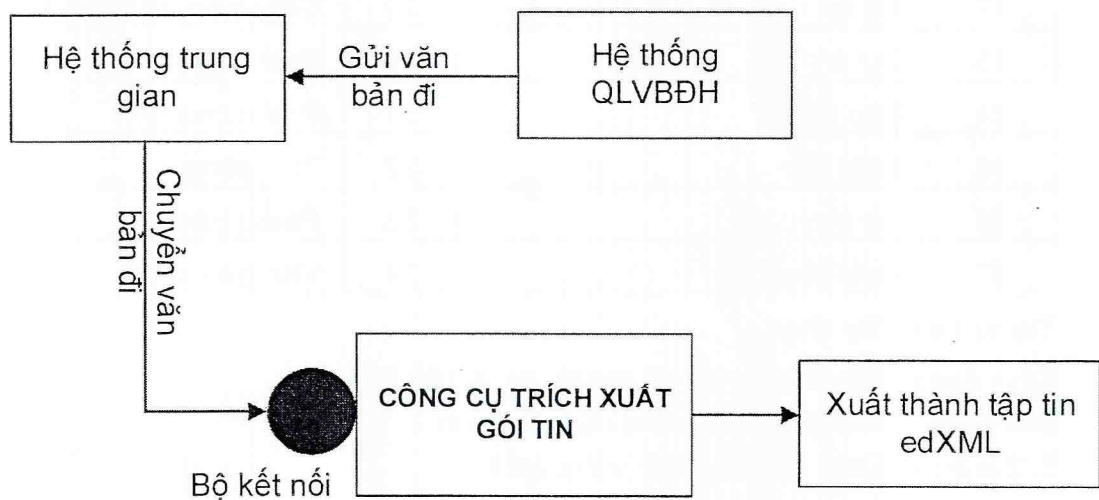 Hệ thống trung
gian
Gửi văn
bản đi
Hệ thống
QLVBĐH
Chuyển văn
bản đi
Bộ kết nối
CÔNG CỤ TRÍCH XUẤT
GÓI TIN
Xuất thành tập tin
edXML